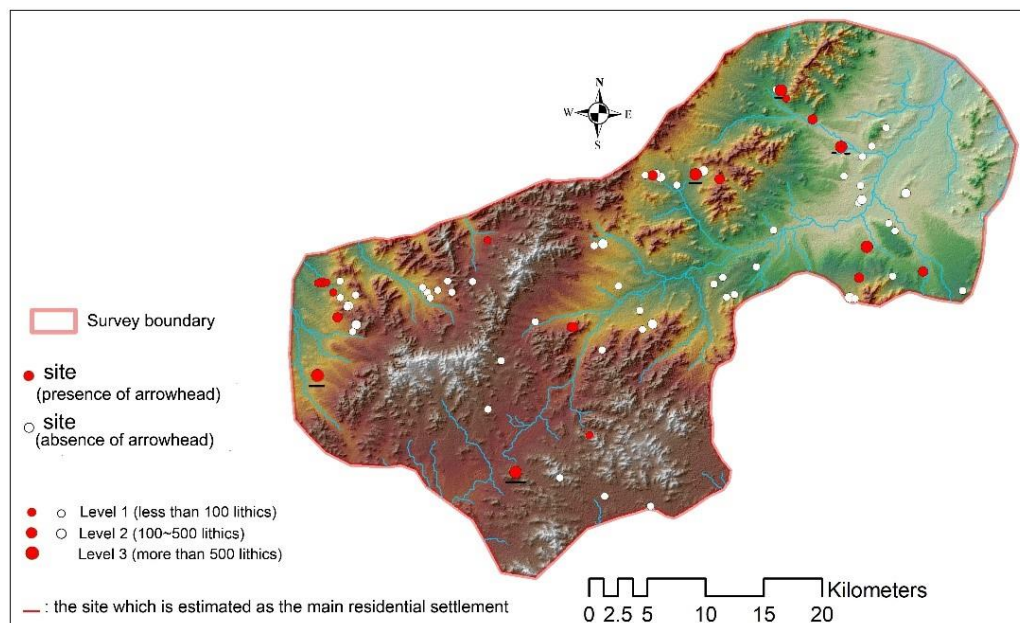 N
W E
S
Survey boundary
site
(presence of arrowhead)
site
(absence of arrowhead)
Level 1 (less than 100 lithics)
Level 2 (100~500 lithics)
Level 3 (more than 500 lithics)
: the site which is estimated as the main residential settlement
Kilometers
0 2.5 5 10 15 20